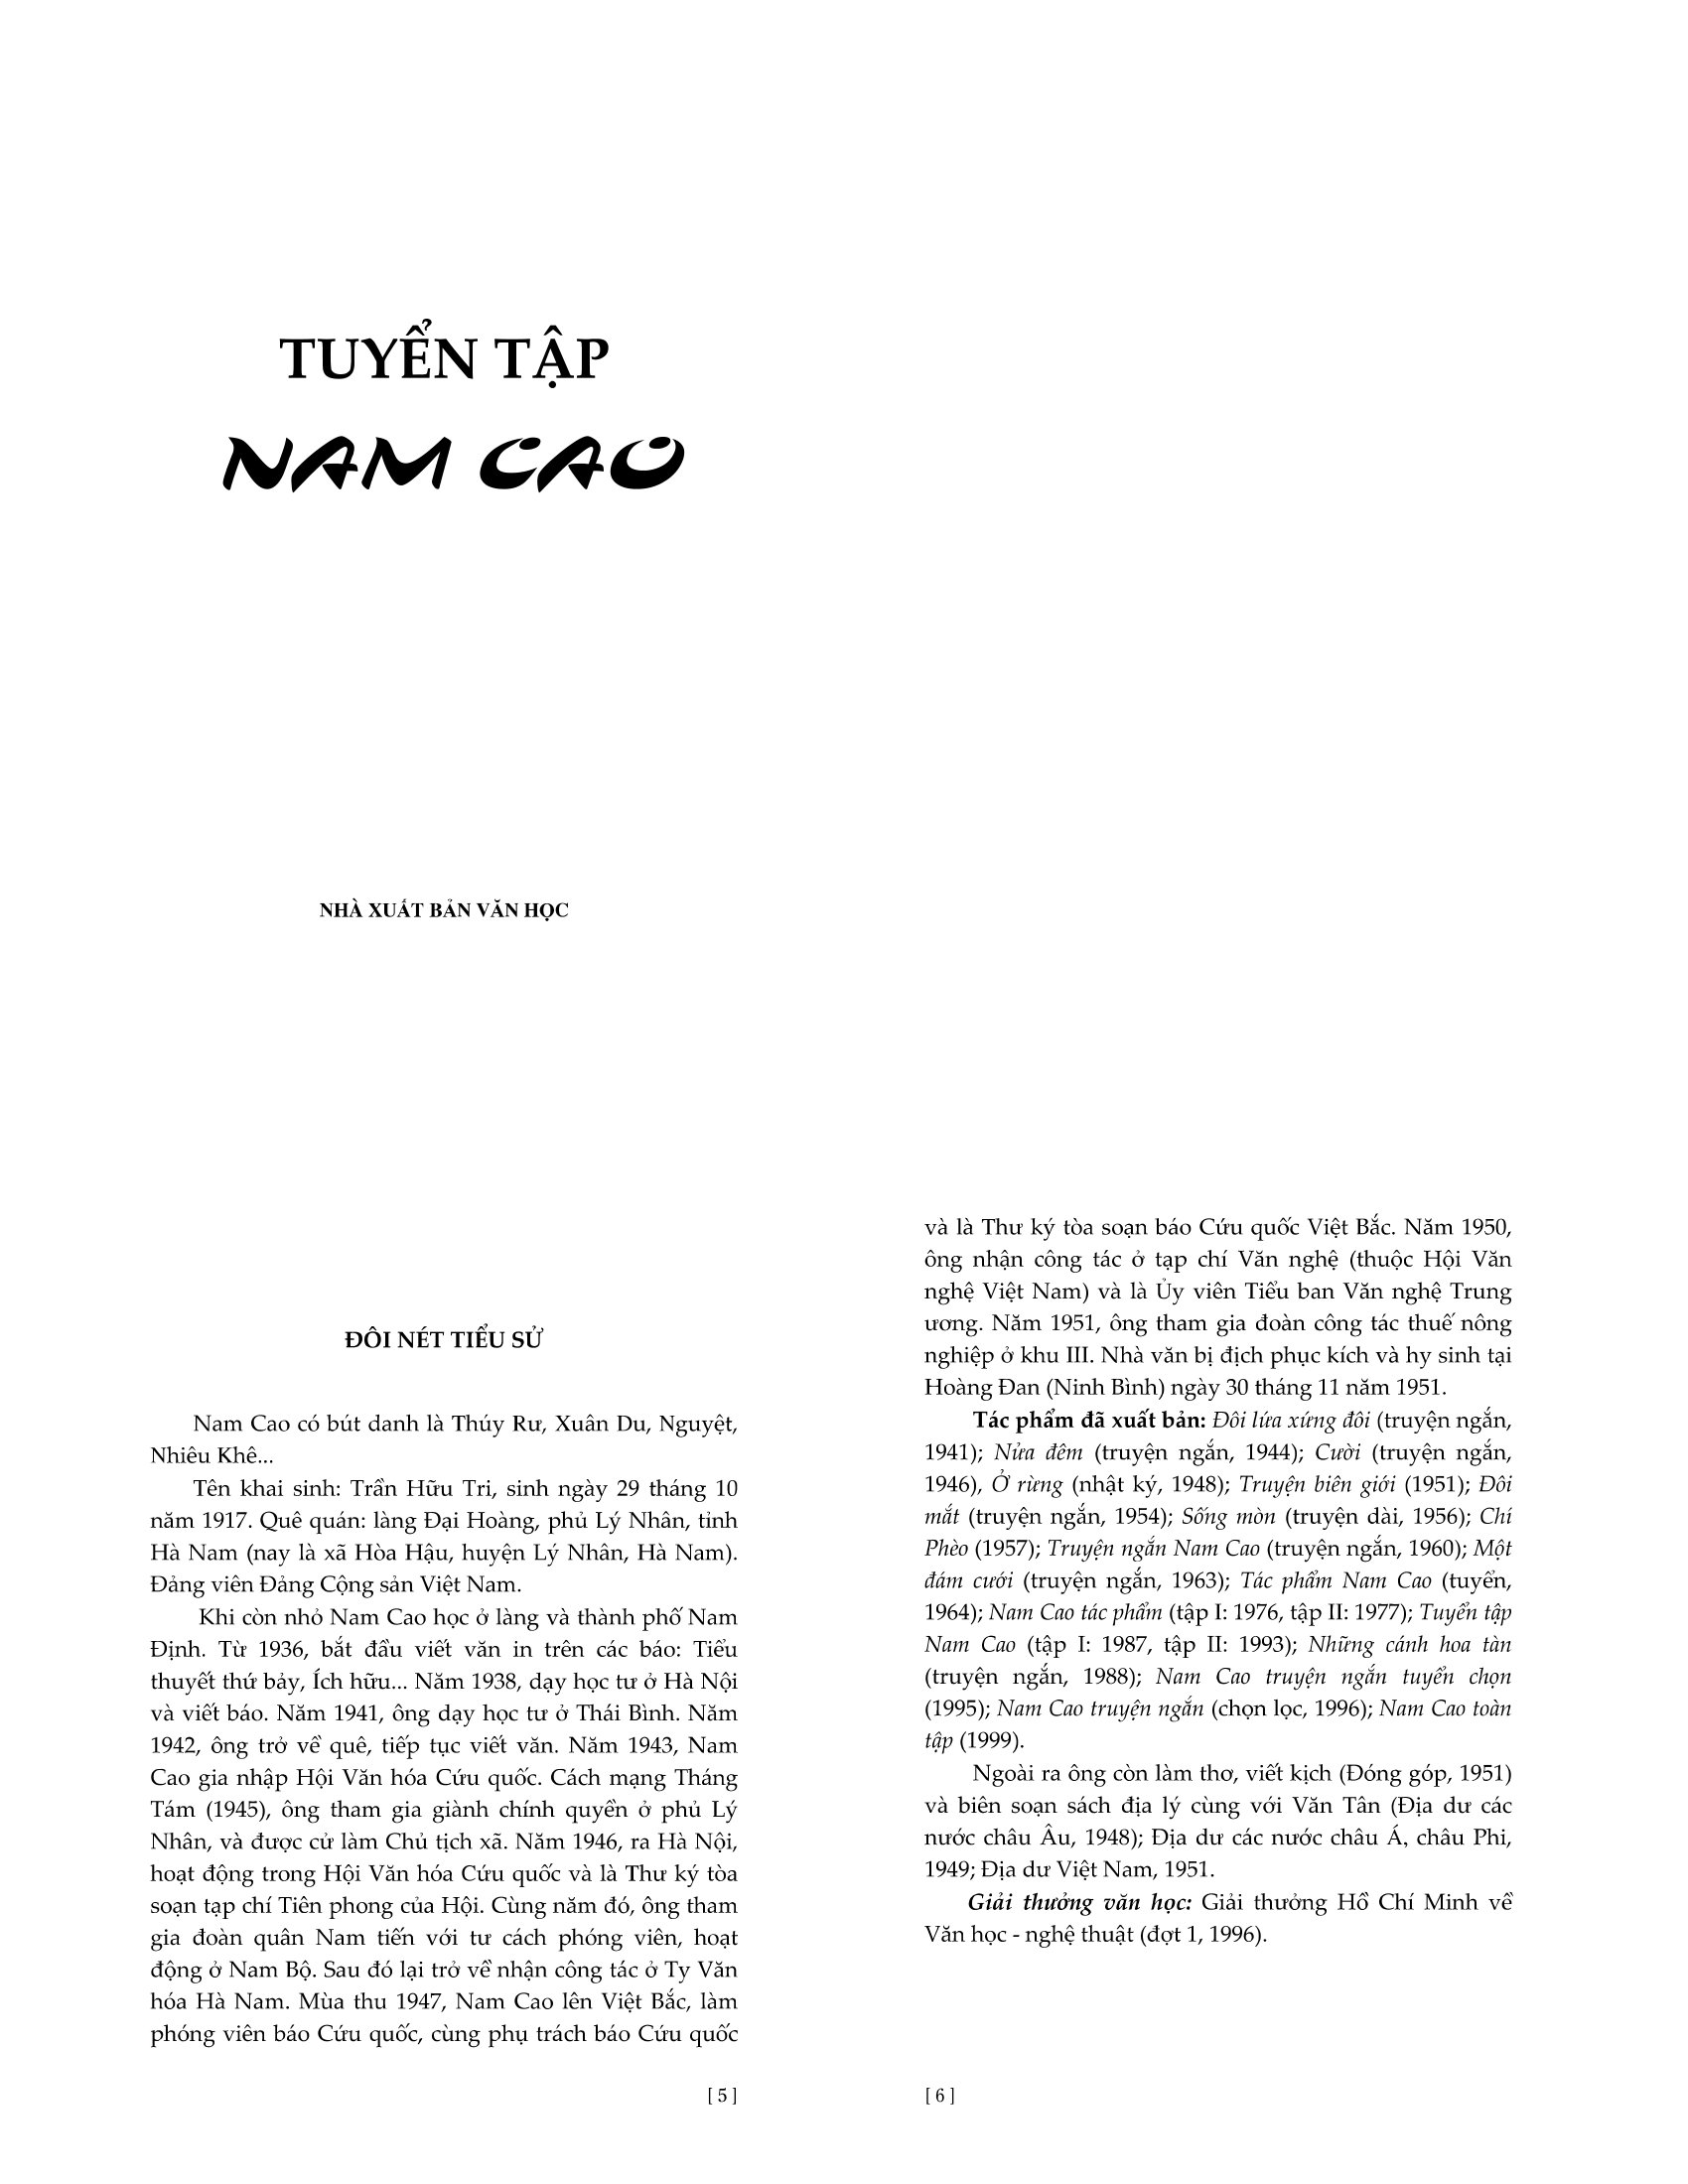 TUYỂN TẬP
NAM CAO
NHÀ XUẤT BẢN VĂN HỌC
ĐÔI NÉT TIỂU SỬ
Nam Cao có bút danh là Thúy Rư, Xuân Du, Nguyệt,
Nhiêu Khê...
Tên khai sinh: Trần Hữu Tri, sinh ngày 29 tháng 10
năm 1917. Quê quán: làng Đại Hoàng, phủ Lý Nhân, tỉnh
Hà Nam (nay là xã Hòa Hậu, huyện Lý Nhân, Hà Nam).
Đảng viên Đảng Cộng sản Việt Nam.
Khi còn nhỏ Nam Cao học ở làng và thành phố Nam
Định. Từ 1936, bắt đầu viết văn in trên các báo: Tiểu
thuyết thứ bảy, Ích hữu... Năm 1938, dạy học tư ở Hà Nội
và viết báo. Năm 1941, ông dạy học tư ở Thái Bình. Năm
1942, ông trở về quê, tiếp tục viết văn. Năm 1943, Nam
Cao gia nhập Hội Văn hóa Cứu quốc. Cách mạng Tháng
Tám (1945), ông tham gia giành chính quyền ở phủ Lý
Nhân, và được cử làm Chủ tịch xã. Năm 1946, ra Hà Nội,
hoạt động trong Hội Văn hóa Cứu quốc và là Thư ký tòa
soạn tạp chí Tiên phong của Hội. Cùng năm đó, ông tham
gia đoàn quân Nam tiến với tư cách phóng viên, hoạt
động ở Nam Bộ. Sau đó lại trở về nhận công tác ở Ty Văn
hóa Hà Nam. Mùa thu 1947, Nam Cao lên Việt Bắc, làm
phóng viên báo Cứu quốc, cùng phụ trách báo Cứu quốc
[ 5 ]
và là Thư ký tòa soạn báo Cứu quốc Việt Bắc. Năm 1950,
ông nhận công tác ở tạp chí Văn nghệ (thuộc Hội Văn
nghệ Việt Nam) và là Ủy viên Tiểu ban Văn nghệ Trung
ương. Năm 1951, ông tham gia đoàn công tác thuế nông
nghiệp ở khu III. Nhà văn bị địch phục kích và hy sinh tại
Hoàng Đan (Ninh Bình) ngày 30 tháng 11 năm 1951.
Tác phẩm đã xuất bản: Đôi lứa xứng đôi (truyện ngắn,
1941); Nửa đêm (truyện ngắn, 1944); Cười (truyện ngắn,
1946), Ở rừng (nhật ký, 1948); Truyện biên giới (1951); Đôi
mắt (truyện ngắn, 1954); Sống mòn (truyện dài, 1956); Chí
Phèo (1957); Truyện ngắn Nam Cao (truyện ngắn, 1960); Một
đám cưới (truyện ngắn, 1963); Tác phẩm Nam Cao (tuyển,
1964); Nam Cao tác phẩm (tập I: 1976, tập II: 1977); Tuyển tập
Nam Cao (tập I: 1987, tập II: 1993); Những cánh hoa tàn
(truyện ngắn, 1988); Nam Cao truyện ngắn tuyển chọn
(1995); Nam Cao truyện ngắn (chọn lọc, 1996); Nam Cao toàn
tập (1999).
Ngoài ra ông còn làm thơ, viết kịch (Đóng góp, 1951)
và biên soạn sách địa lý cùng với Văn Tân (Địa dư các
nước châu Âu, 1948); Địa dư các nước châu Á, châu Phi,
1949; Địa dư Việt Nam, 1951.
Giải thưởng văn học: Giải thưởng Hồ Chí Minh về
Văn học - nghệ thuật (đợt 1, 1996).
[ 6 ]